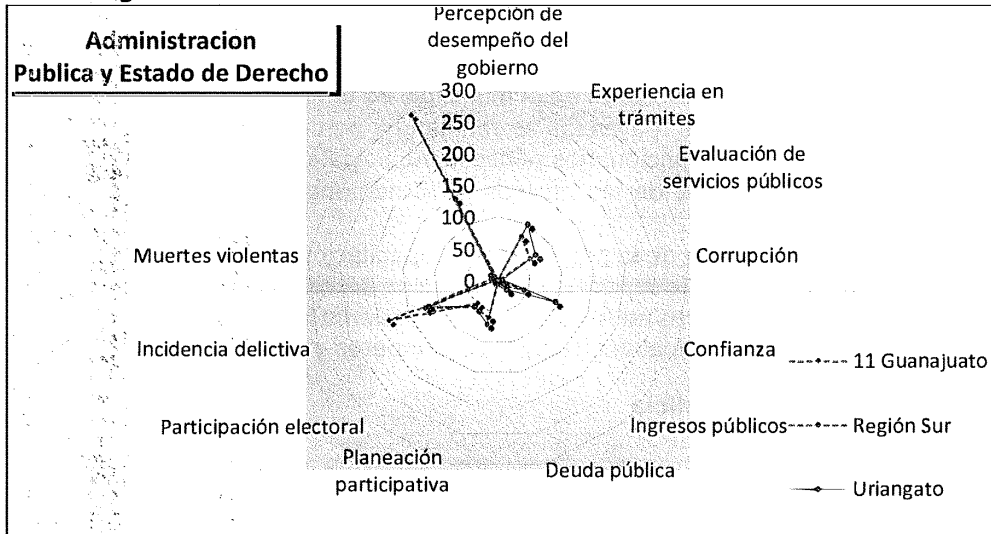 Administracion
Publica y Estado de Derecho
Percepción de
desempeño del
gobierno
300
250
200
150
100
50
0
Experiencia en
trámites
Evaluación de
servicios públicos
Corrupción
Confianza
Ingresos públicos
Deuda pública
Planeación
participativa
Participación electoral
Incidencia delictiva
Muertes violentas
11 Guanajuato
Región Sur
Uriangato